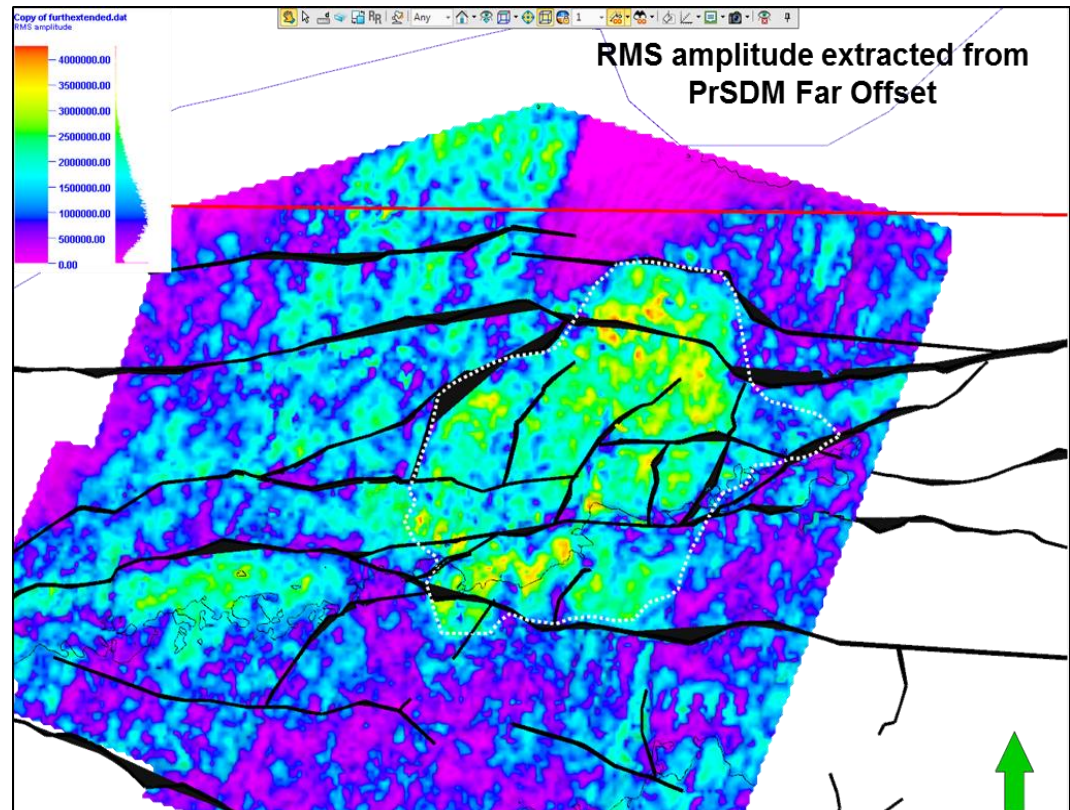 Copy of furthextended.dat
RMS amplitude
Any
1
RMS amplitude extracted from
PrSDM Far Offset
4000000.00
3500000.00
3000000.00
2500000.00
2000000.00
1500000.00
1000000.00
500000.00
0.00